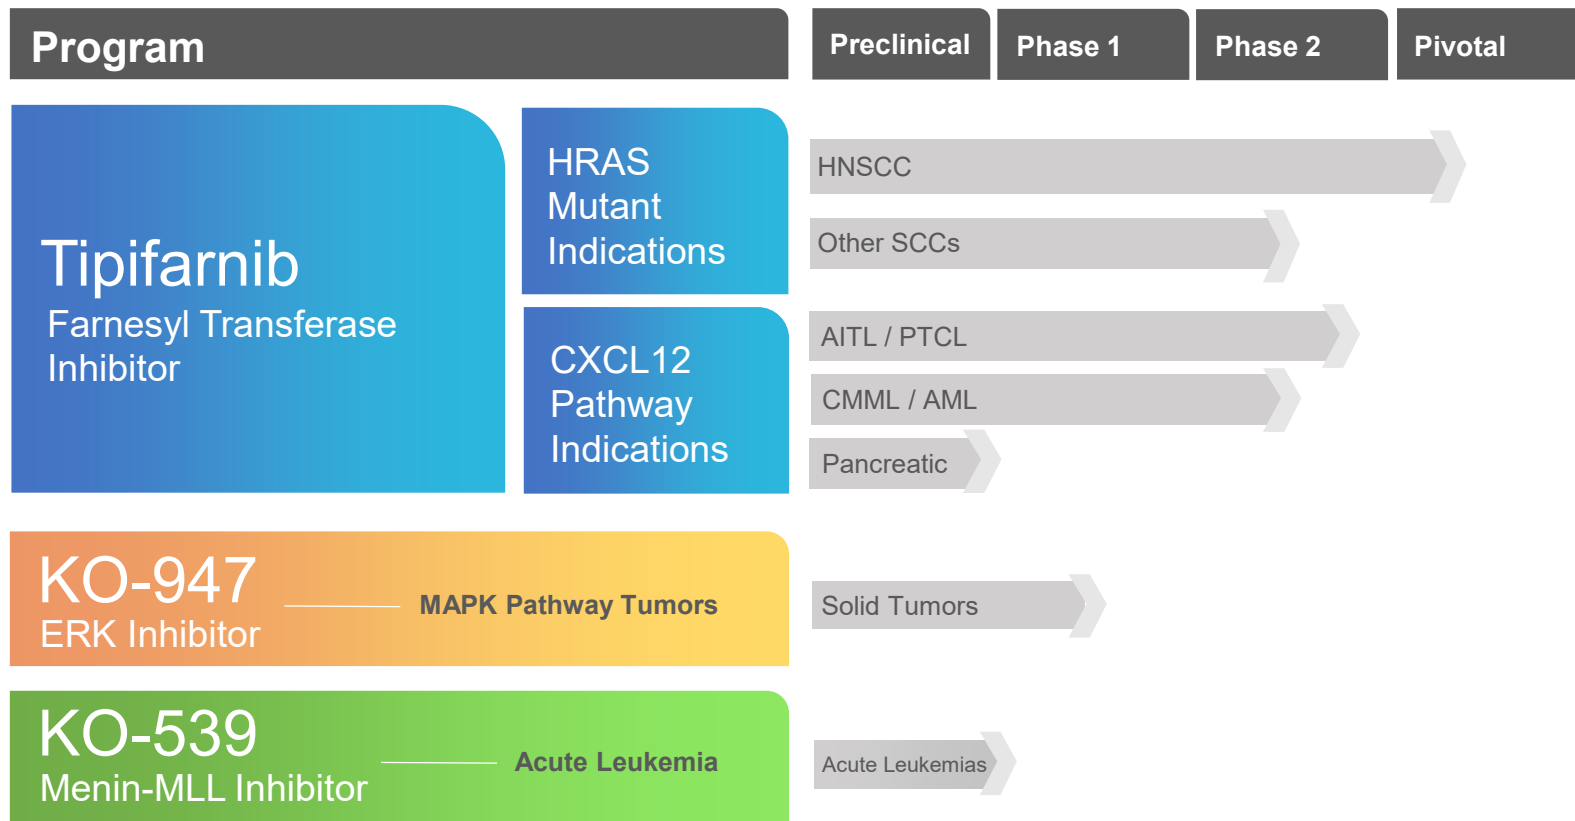 Program
Preclinical
Phase 1
Phase 2
Pivotal
Tipifarnib
Farnesyl Transferase
Inhibitor
HRAS
Mutant
Indications
HNSCC
Other SCCs
CXCL12
Pathway
Indications
AITL / PTCL
CMML / AML
Pancreatic
KO-947
ERK Inhibitor
MAPK Pathway Tumors
Solid Tumors
KO-539
Menin-MLL Inhibitor
Acute Leukemia
Acute Leukemias